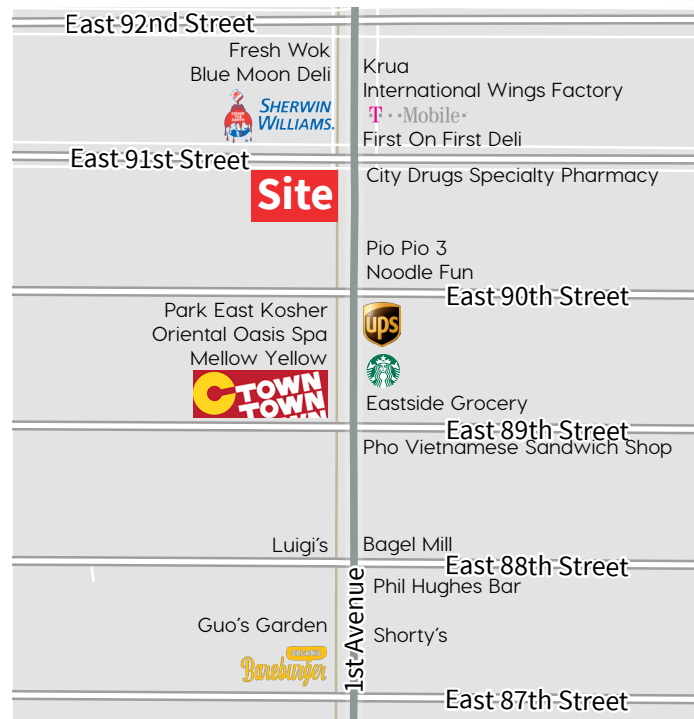 East 92nd Street
Fresh Wok
Blue Moon Deli
SHERWIN
WILLIAMS.
Krua
International Wings Factory
T··Mobile·
First On First Deli
East 91st Street
Site
City Drugs Specialty Pharmacy
Pio Pio 3
Noodle Fun
East 90th Street
Park East Kosher
Oriental Oasis Spa
Mellow Yellow
CTOWN
TOWN
ups
Eastside Grocery
East 89th Street
Pho Vietnamese Sandwich Shop
Luigi's
Bagel Mill
East 88th Street
Phil Hughes Bar
Guo's Garden
Shorty's
Bareburger
1st Avenue
East 87th Street